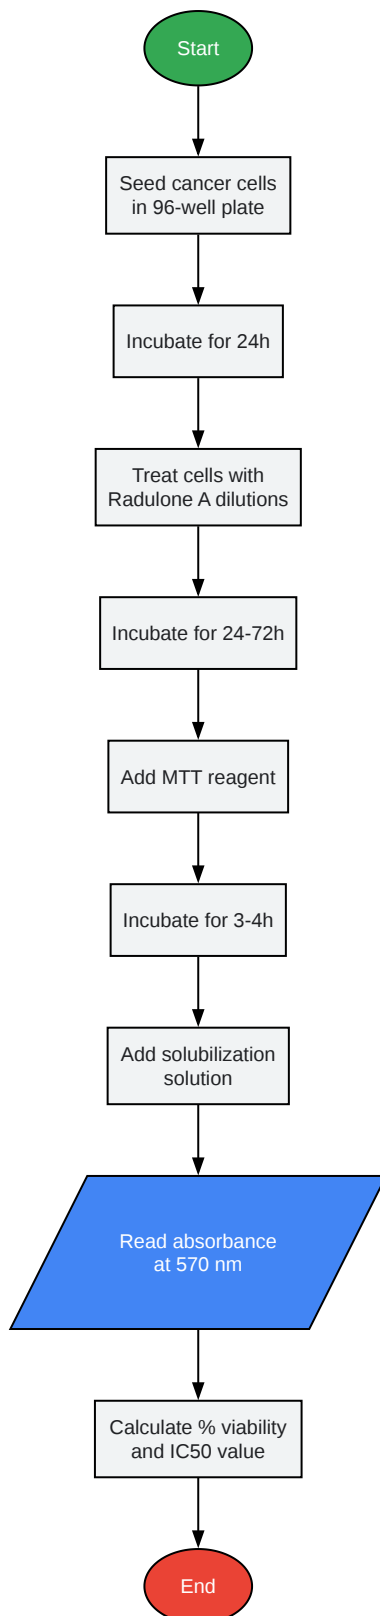 Start
Seed cancer cells
in 96-well plate
Incubate for 24h
Treat cells with
Radulone A dilutions
Incubate for 24-72h
Add MTT reagent
Incubate for 3-4h
Add solubilization
solution
Read absorbance
at 570 nm
Calculate % viability
and IC50 value
End